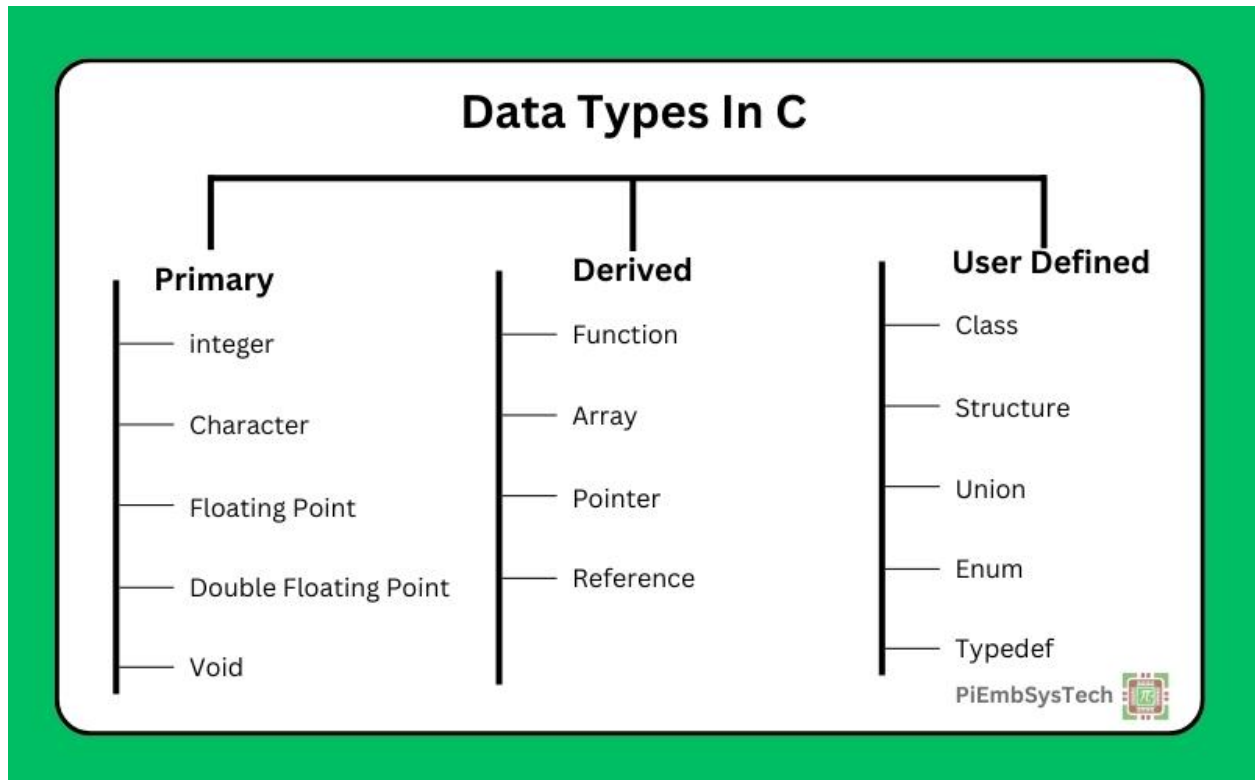 Data Types In C
Primary
integer
Character
Floating Point
Double Floating Point
Void
Derived
Function
Array
Pointer
Reference
User Defined
Class
Structure
Union
Enum
Typedef
PiEmbSysTech
π